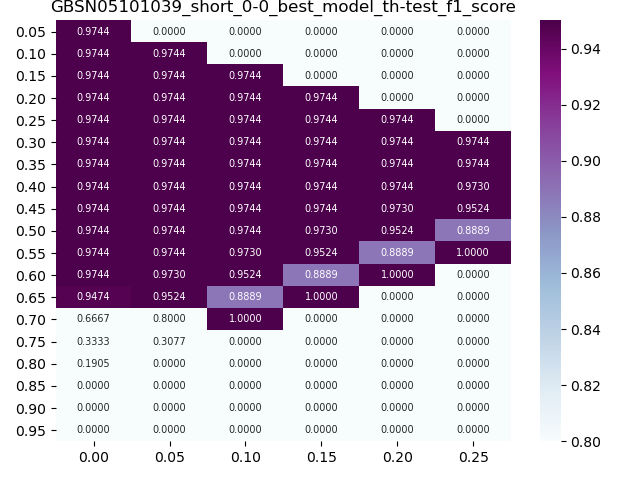 GBSN05101039_short_0-0_best_model_th-test_f1_score
0.05 0.9744 0.0000 0.0000 0.0000 0.0000 0.0000
0.10 0.9744 0.9744 0.0000 0.0000 0.0000 0.0000
0.15 0.9744 0.9744 0.9744 0.0000 0.0000 0.0000
0.20 0.9744 0.9744 0.9744 0.9744 0.0000 0.0000
0.25 0.9744 0.9744 0.9744 0.9744 0.9744 0.0000
0.30 0.9744 0.9744 0.9744 0.9744 0.9744 0.9744
0.35 0.9744 0.9744 0.9744 0.9744 0.9744 0.9744
0.40 0.9744 0.9744 0.9744 0.9744 0.9744 0.9730
0.45 0.9744 0.9744 0.9744 0.9744 0.9730 0.9524
0.50 0.9744 0.9744 0.9744 0.9730 0.9524 0.8889
0.55 0.9744 0.9744 0.9730 0.9524 0.8889 1.0000
0.60 0.9744 0.9730 0.9524 0.8889 1.0000 0.0000
0.65 0.9474 0.9524 0.8889 1.0000 0.0000 0.0000
0.70 0.6667 0.8000 1.0000 0.0000 0.0000 0.0000
0.75 0.3333 0.3077 0.0000 0.0000 0.0000 0.0000
0.80 0.1905 0.0000 0.0000 0.0000 0.0000 0.0000
0.85 0.0000 0.0000 0.0000 0.0000 0.0000 0.0000
0.90 0.0000 0.0000 0.0000 0.0000 0.0000 0.0000
0.95 0.0000 0.0000 0.0000 0.0000 0.0000 0.0000
0.00 0.05 0.10 0.15 0.20 0.25
0.94
0.92
0.90
0.88
0.86
0.84
0.82
0.80